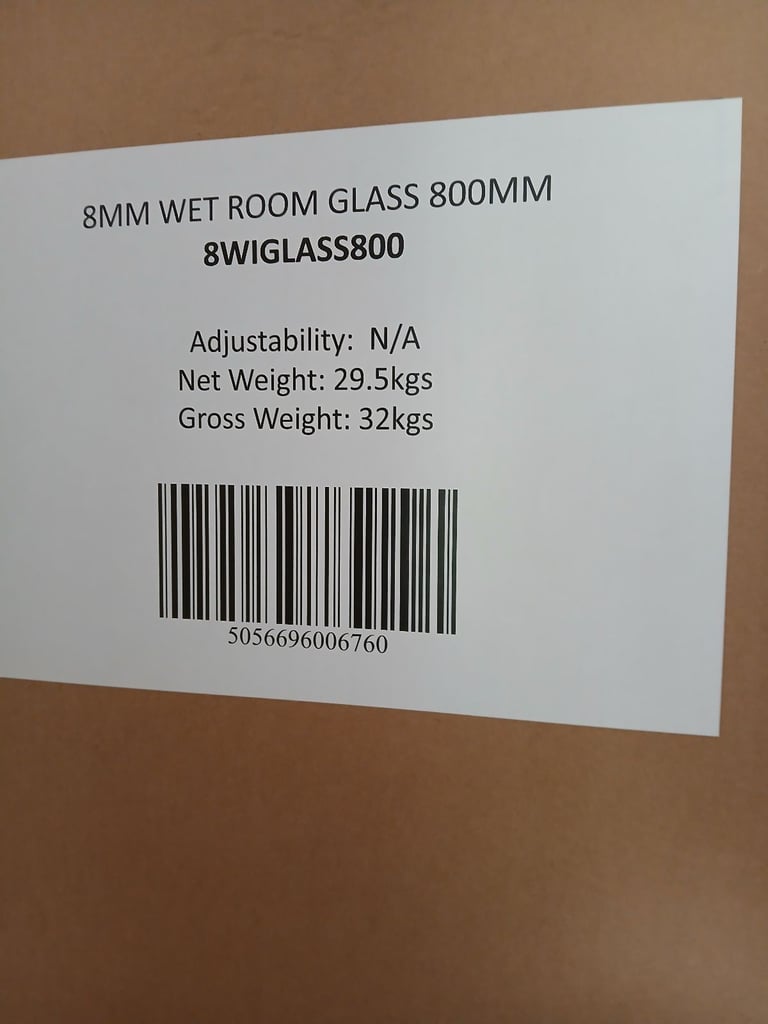 8MM WET ROOM GLASS 800MM
8WIGLASS800
Adjustability: N/A
Net Weight: 29.5kgs
Gross Weight: 32kgs
5056696006760